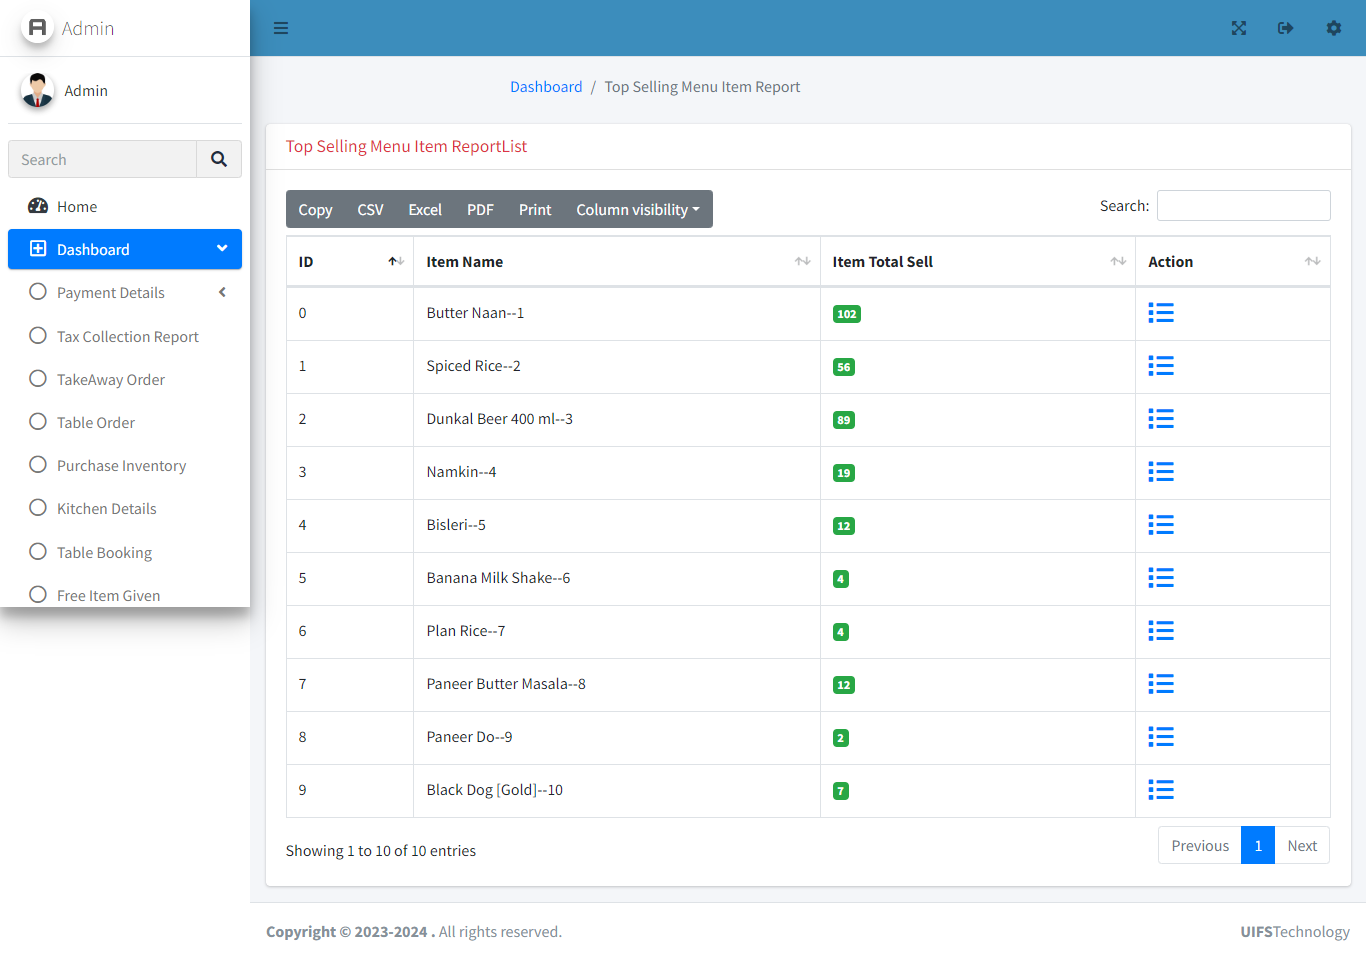 Admin
Admin
Search
Home
Dashboard
Payment Details
Tax Collection Report
TakeAway Order
Table Order
Purchase Inventory
Kitchen Details
Table Booking
Free Item Given
Dashboard / Top Selling Menu Item Report
Top Selling Menu Item ReportList
Copy CSV Excel PDF Print Column visibility
Search:
ID Item Name Item Total Sell Action
0 Butter Naan--1 102
1 Spiced Rice--2 56
2 Dunkal Beer 400 ml--3 89
3 Namkin--4 19
4 Bisleri--5 12
5 Banana Milk Shake--6 4
6 Plan Rice--7 4
7 Paneer Butter Masala--8 12
8 Paneer Do--9 2
9 Black Dog [Gold]--10 7
Showing 1 to 10 of 10 entries
Previous 1 Next
Copyright © 2023-2024 . All rights reserved.
UIFSTechnology